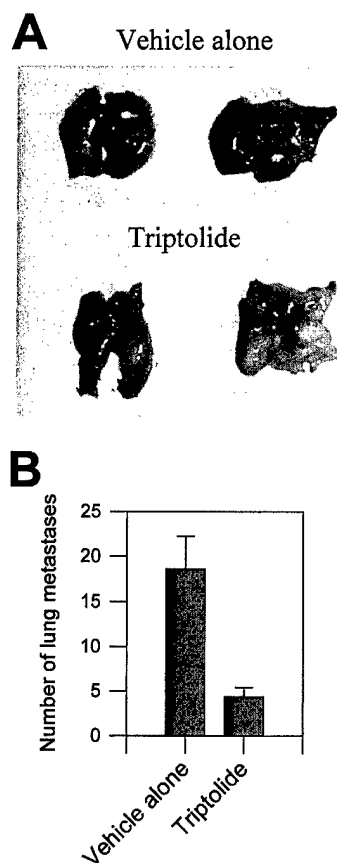 A
Vehicle alone
Triptolide
B
Number of lung metastases
25
20
15
10
5
0
Vehicle alone
Triptolide